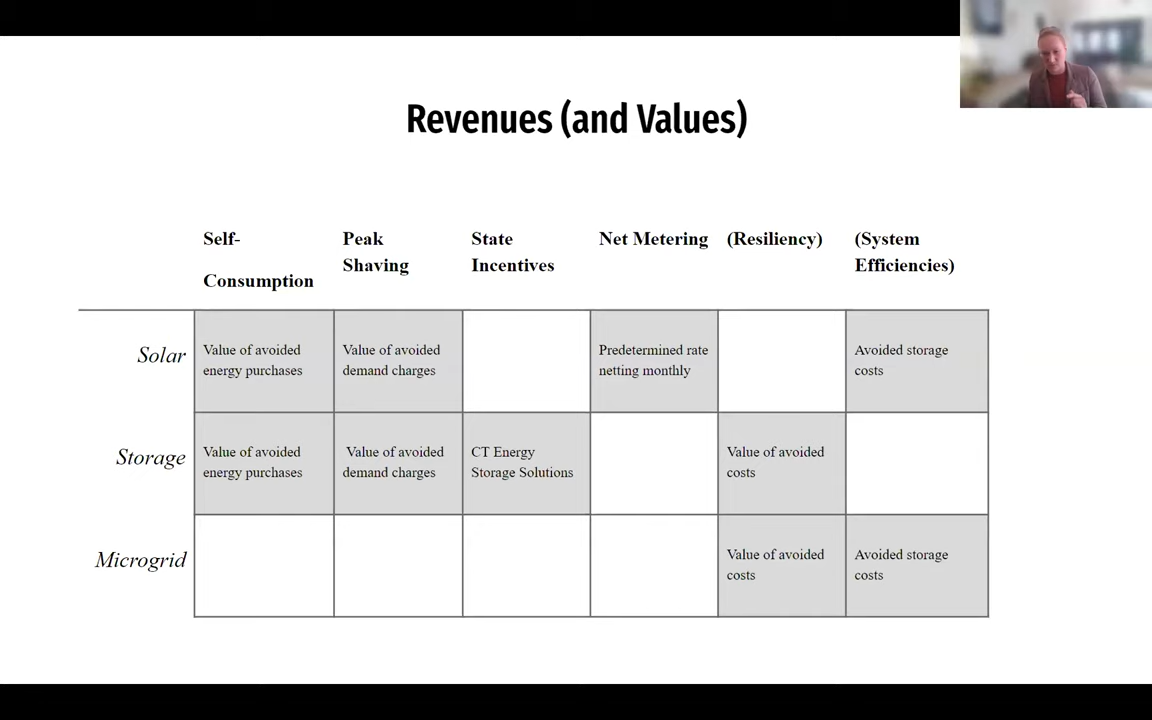 Revenues (and Values)
Self-
Consumption
Peak
Shaving
State
Incentives
Net Metering
(Resiliency)
(System
Efficiencies)
Solar
Value of avoided
energy purchases
Value of avoided
demand charges
Predetermined rate
netting monthly
Avoided storage
costs
Storage
Value of avoided
energy purchases
Value of avoided
demand charges
CT Energy
Storage Solutions
Value of avoided
costs
Microgrid
Value of avoided
costs
Avoided storage
costs